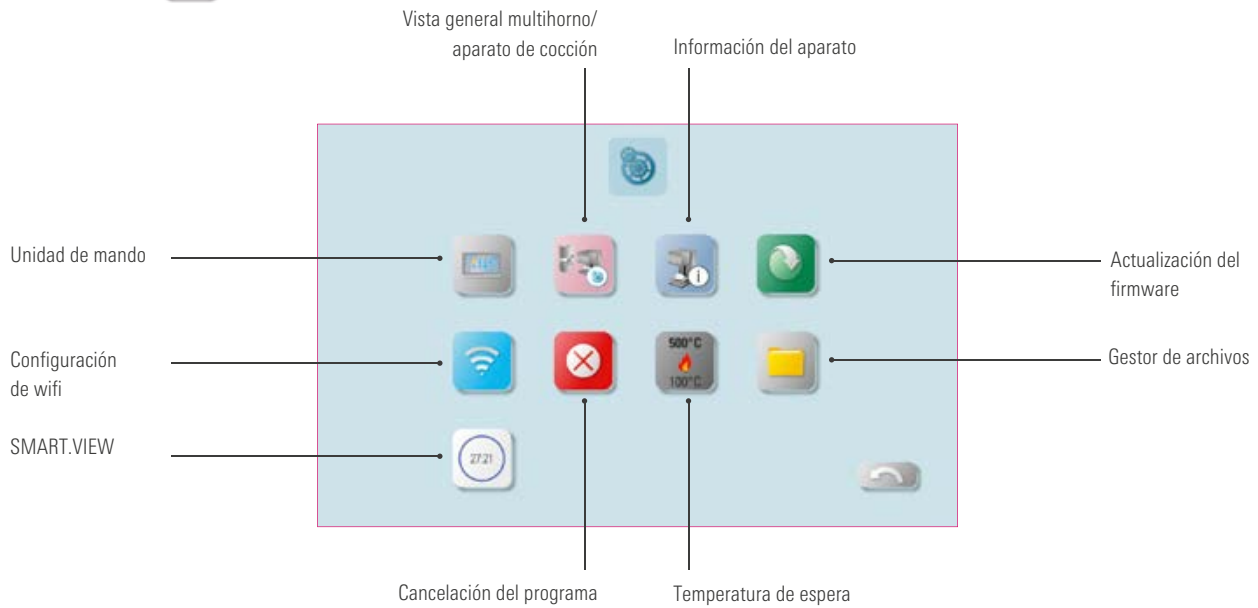 Vista general multihorno/
aparato de cocción
Información del aparato
Unidad de mando
Actualización del
firmware
500°C
100°C
Configuración
de wifi
Gestor de archivos
SMART.VIEW
27:21
Cancelación del programa
Temperatura de espera